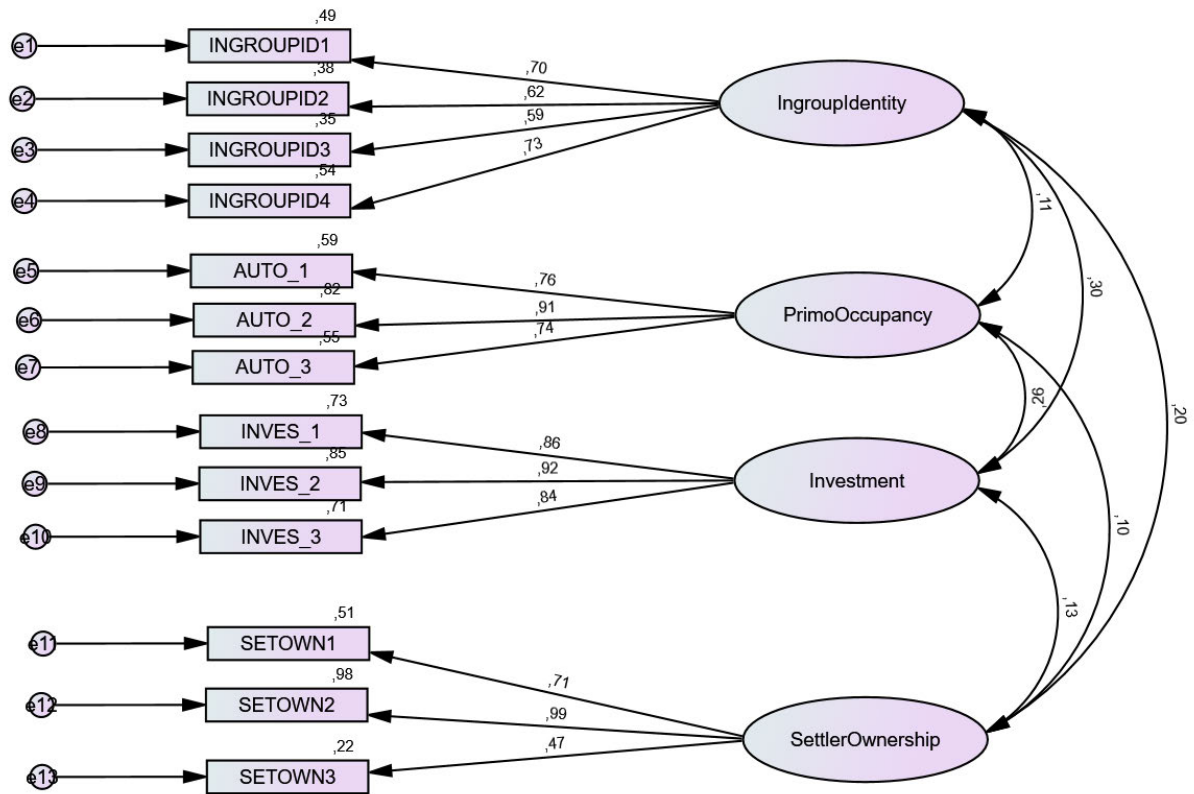 ,49
e1
INGROUPID1
,38
e2
INGROUPID2
,35
e3
INGROUPID3
,54
e4
INGROUPID4
,70
,62
,59
,73
IngroupIdentity
,59
e5
AUTO_1
,82
e6
AUTO_2
,55
e7
AUTO_3
,76
,91
,74
PrimoOccupancy
,73
e8
INVES_1
,85
e9
INVES_2
,71
e10
INVES_3
,86
,92
,84
Investment
,51
e11
SETOWN1
,98
e12
SETOWN2
,22
e13
SETOWN3
,71
,99
,47
SettlerOwnership
,11
,30
,20
,26
,10
,13